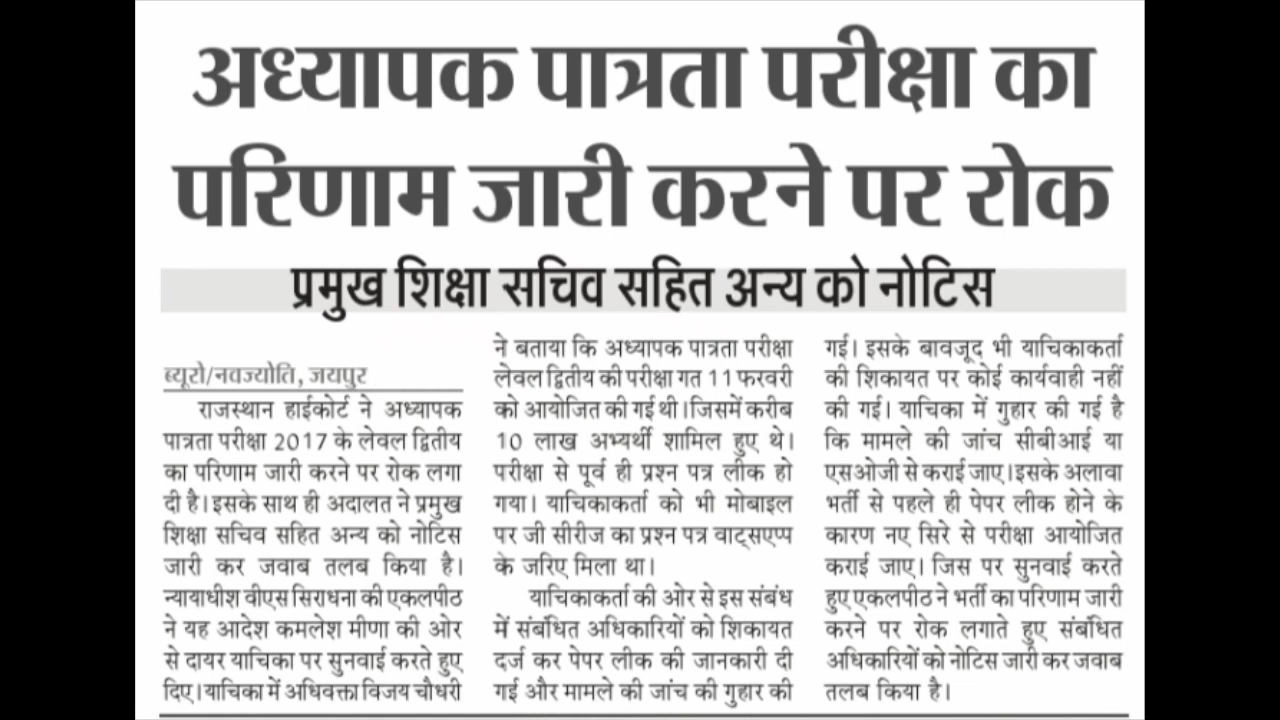 अध्यापक पात्रता परीक्षा का
परिणाम जारी करने पर रोक
प्रमुख शिक्षा सचिव सहित अन्य को नोटिस
ब्यूरो/नवज्योति, जयपुर
राजस्थान हाईकोर्ट ने अध्यापक
पात्रता परीक्षा 2017 के लेवल द्वितीय
का परिणाम जारी करने पर रोक लगा
दी है। इसके साथ ही अदालत ने प्रमुख
शिक्षा सचिव सहित अन्य को नोटिस
जारी कर जवाब तलब किया है।
न्यायाधीश वीएस सिराधना की एकलपीठ
ने यह आदेश कमलेश मीणा की ओर
से दायर याचिका पर सुनवाई करते हुए
दिए। याचिका में अधिवक्ता विजय चौधरी
ने बताया कि अध्यापक पात्रता परीक्षा
लेवल द्वितीय की परीक्षा गत 11 फरवरी
को आयोजित की गई थी। जिसमें करीब
10 लाख अभ्यर्थी शामिल हुए थे।
परीक्षा से पूर्व ही प्रश्न पत्र लीक हो
गया। याचिकाकर्ता को भी मोबाइल
पर जी सीरीज का प्रश्न पत्र वाट्सएप्प
के जरिए मिला था।
याचिकाकर्ता की ओर से इस संबंध
में संबंधित अधिकारियों को शिकायत
दर्ज कर पेपर लीक की जानकारी दी
गई और मामले की जांच की गुहार की
गई। इसके बावजूद भी याचिकाकर्ता
की शिकायत पर कोई कार्यवाही नहीं
की गई। याचिका में गुहार की गई है
कि मामले की जांच सीबीआई या
एसओजी से कराई जाए। इसके अलावा
भर्ती से पहले ही पेपर लीक होने के
कारण नए सिरे से परीक्षा आयोजित
कराई जाए। जिस पर सुनवाई करते
हुए एकलपीठ ने भर्ती का परिणाम जारी
करने पर रोक लगाते हुए संबंधित
अधिकारियों को नोटिस जारी कर जवाब
तलब किया है।